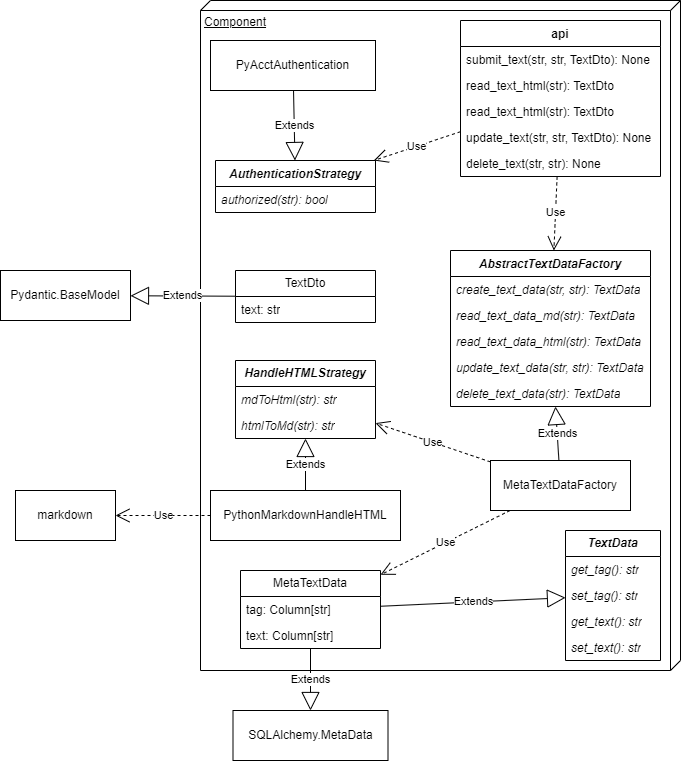 Component
PyAcctAuthentication
api
submit_text(str, str, TextDto): None
read_text_html(str): TextDto
read_text_html(str): TextDto
update_text(str, str, TextDto): None
delete_text(str, str): None
Extends
Use
AuthenticationStrategy
authorized(str): bool
Use
AbstractTextDataFactory
create_text_data(str, str): TextData
read_text_data_md(str): TextData
read_text_data_html(str): TextData
update_text_data(str, str): TextData
delete_text_data(str): TextData
Pydantic.BaseModel
Extends
TextDto
text: str
HandleHTMLStrategy
mdToHtml(str): str
htmlToMd(str): str
Extends
Use
Extends
MetaTextDataFactory
markdown
Use
PythonMarkdownHandleHTML
Use
TextData
get_tag(): str
set_tag(): str
get_text(): str
set_text(): str
MetaTextData
tag: Column[str]
text: Column[str]
Extends
Extends
SQLAlchemy.MetaData